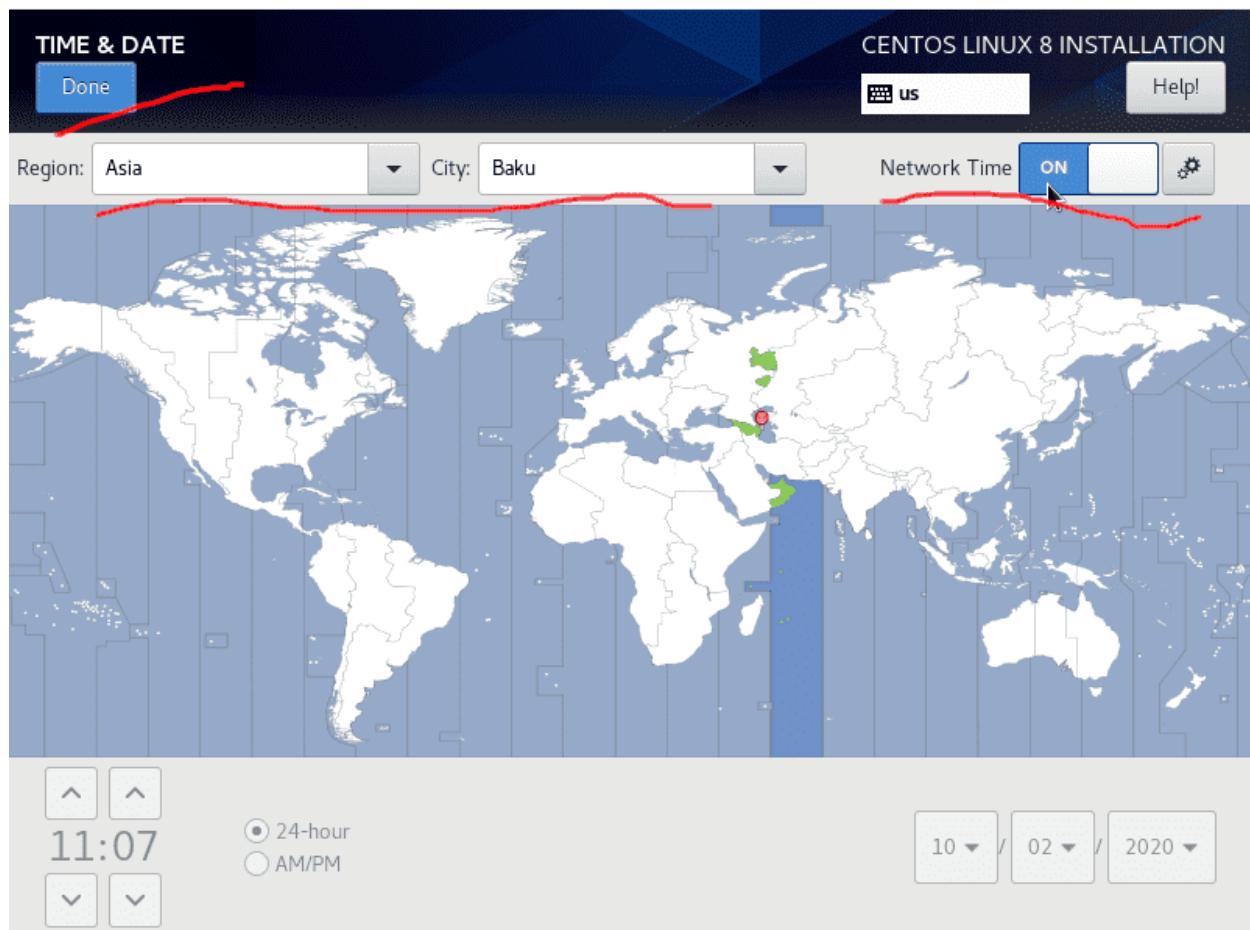 TIME & DATE
CENTOS LINUX 8 INSTALLATION
Done
us
Help!
Region: Asia City: Baku Network Time ON
11:07
24-hour
AM/PM
10 / 02 / 2020